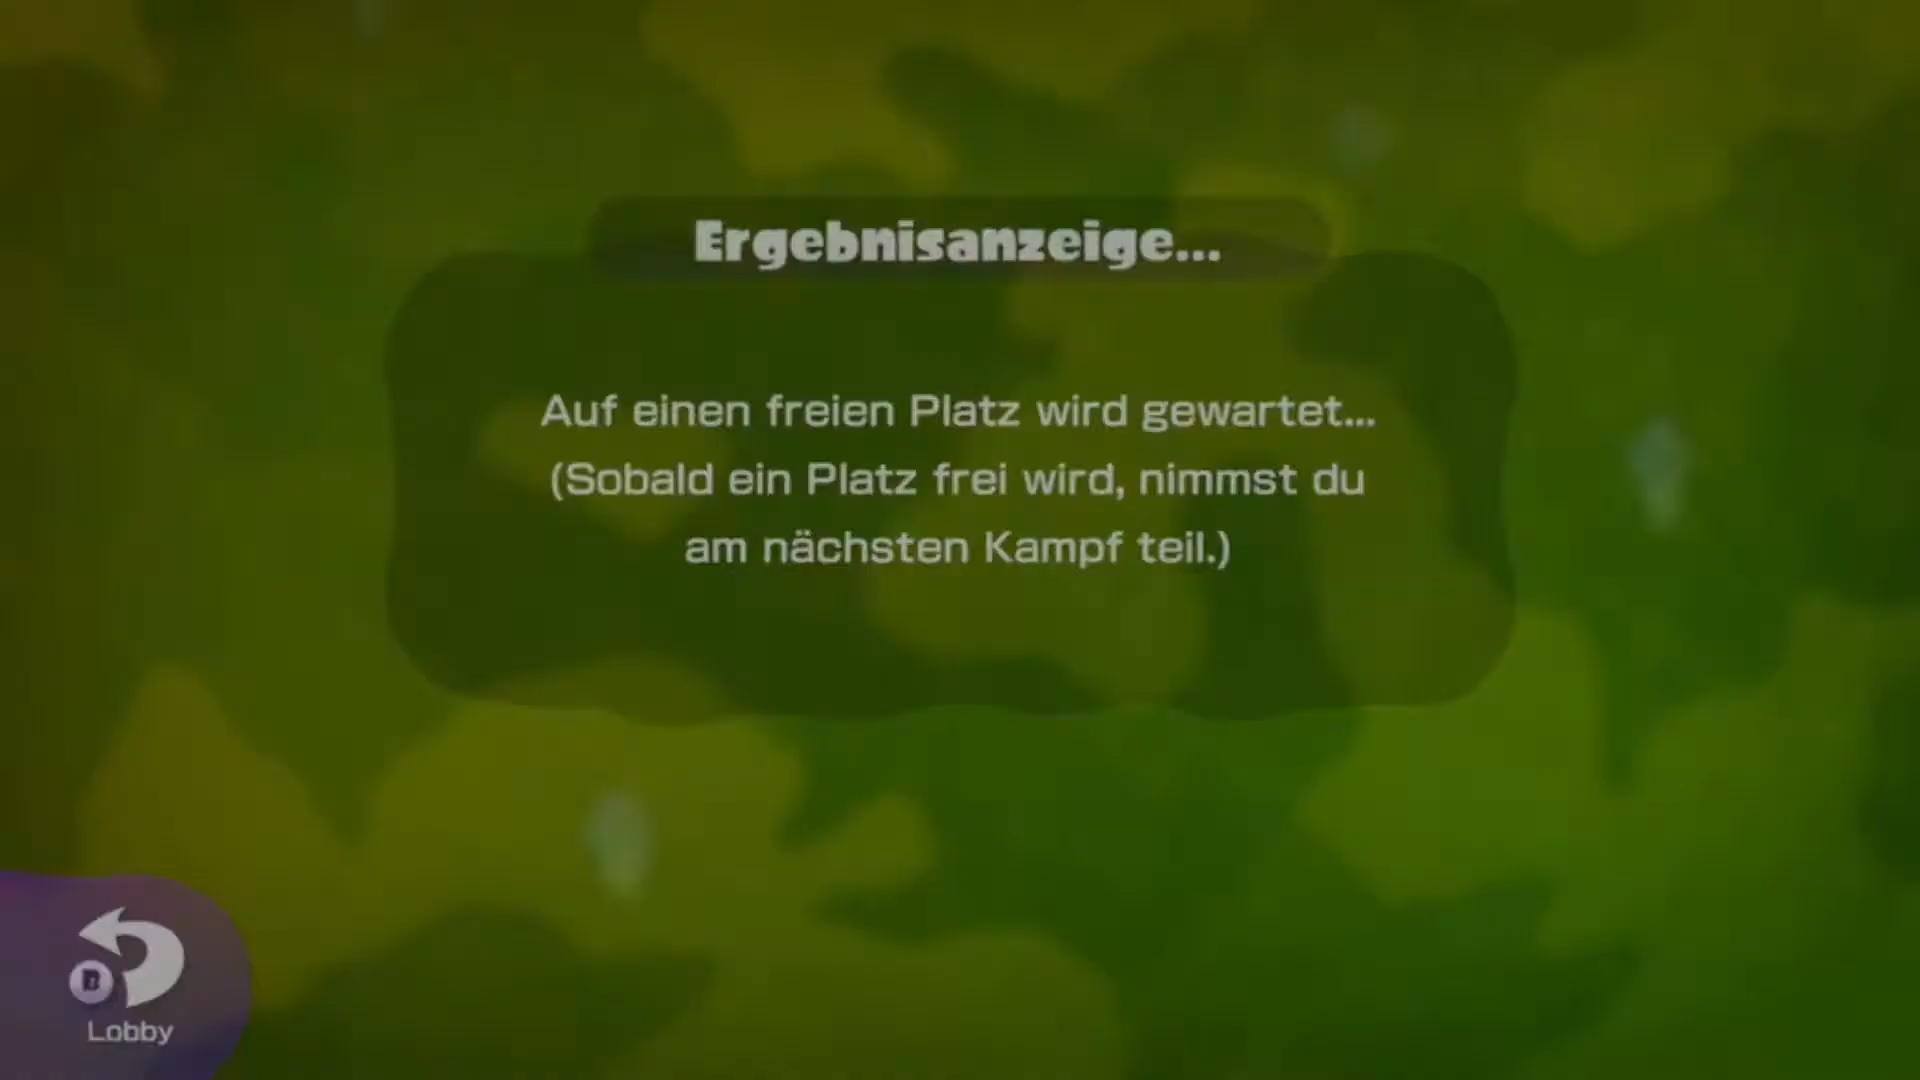 Ergebnisanzeige...
Auf einen freien Platz wird gewartet...
(Sobald ein Platz frei wird, nimmst du
am nächsten Kampf teil.)
B
Lobby